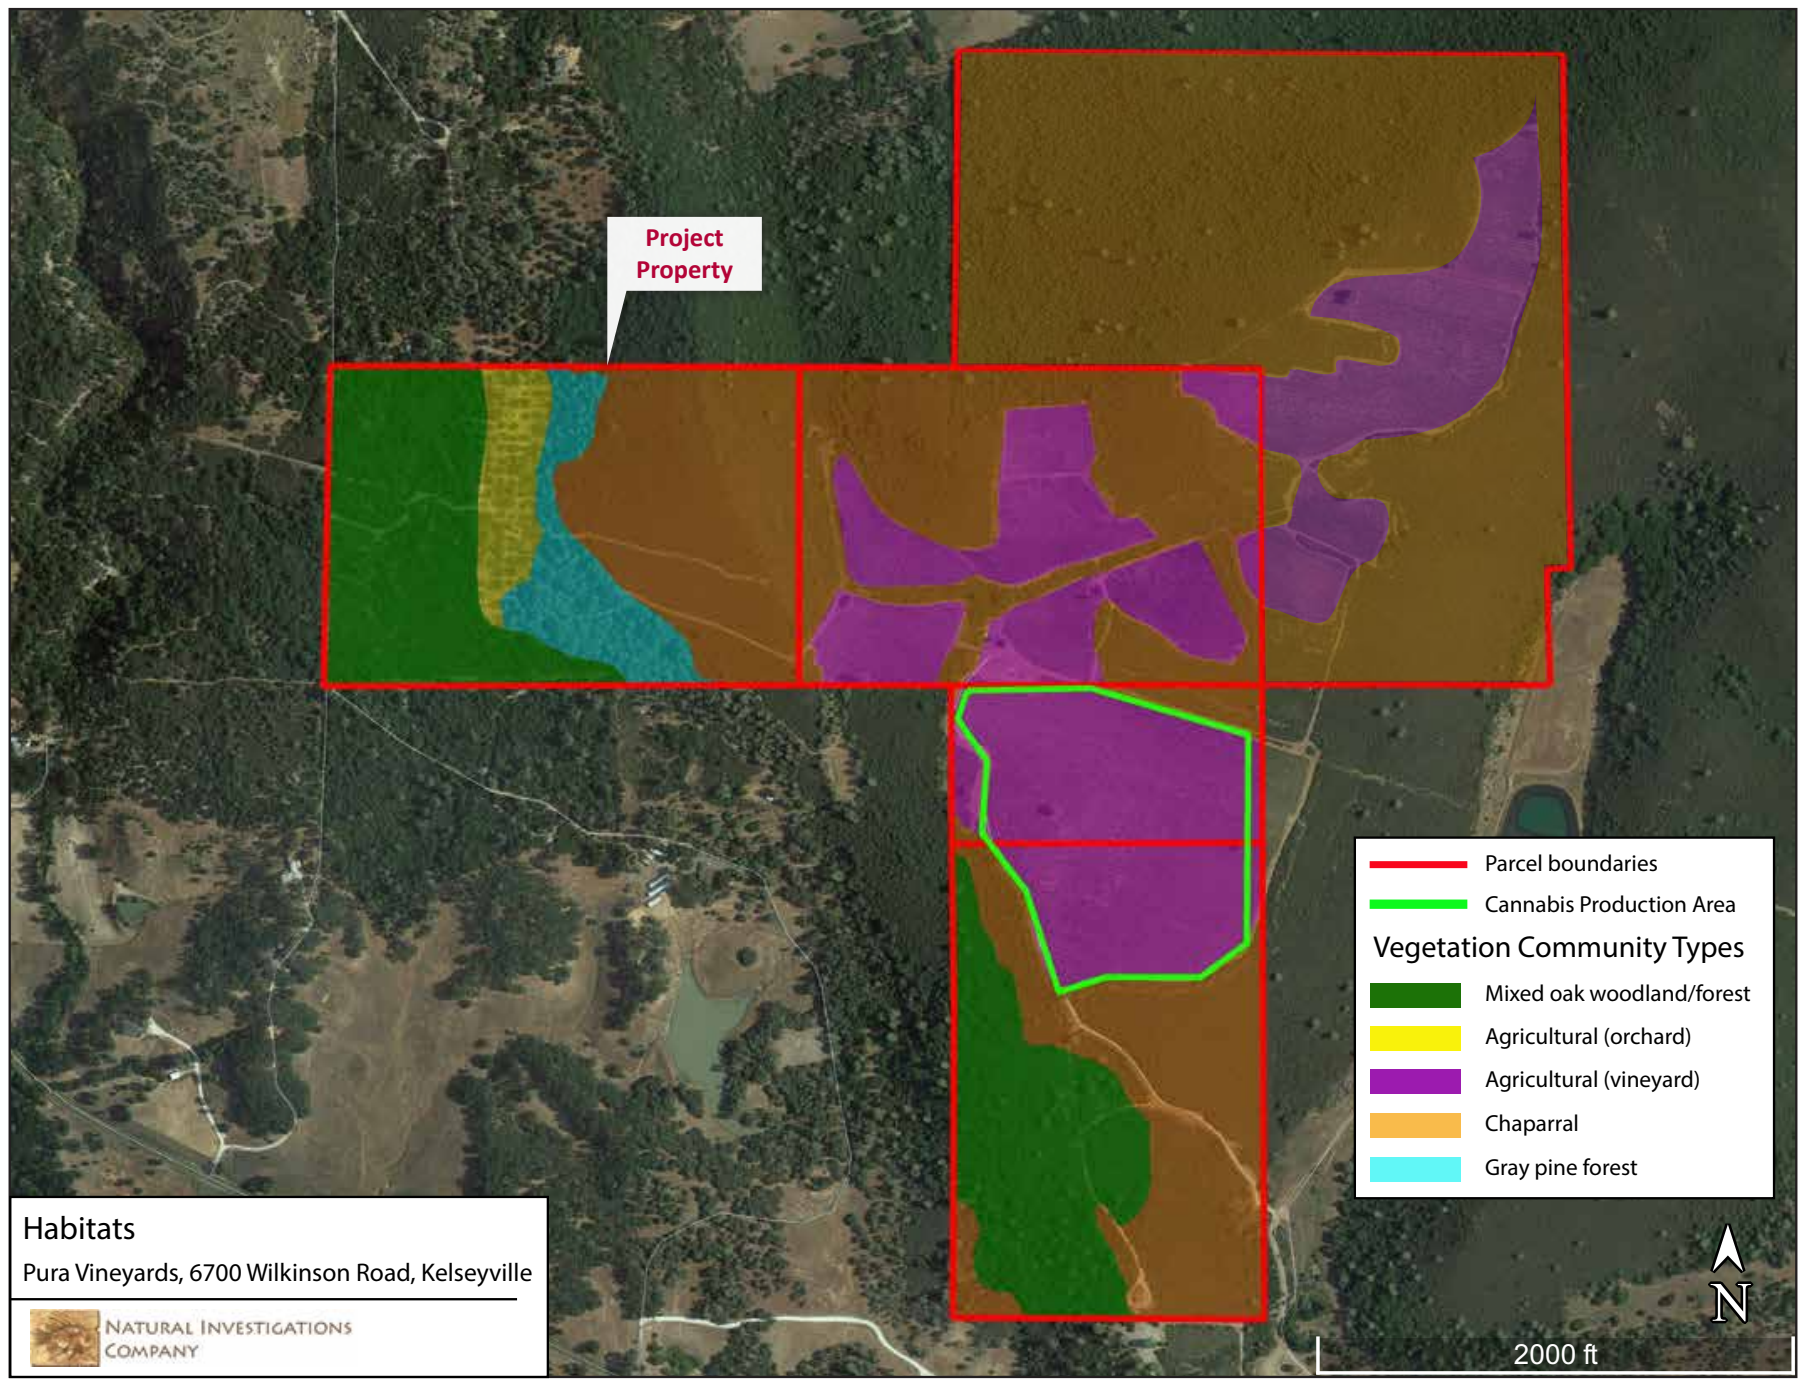 Project
Property
Parcel boundaries
Cannabis Production Area
Vegetation Community Types
Mixed oak woodland/forest
Agricultural (orchard)
Agricultural (vineyard)
Chaparral
Gray pine forest
Habitats
Pura Vineyards, 6700 Wilkinson Road, Kelseyville
NATURAL INVESTIGATIONS
COMPANY
N
2000 ft